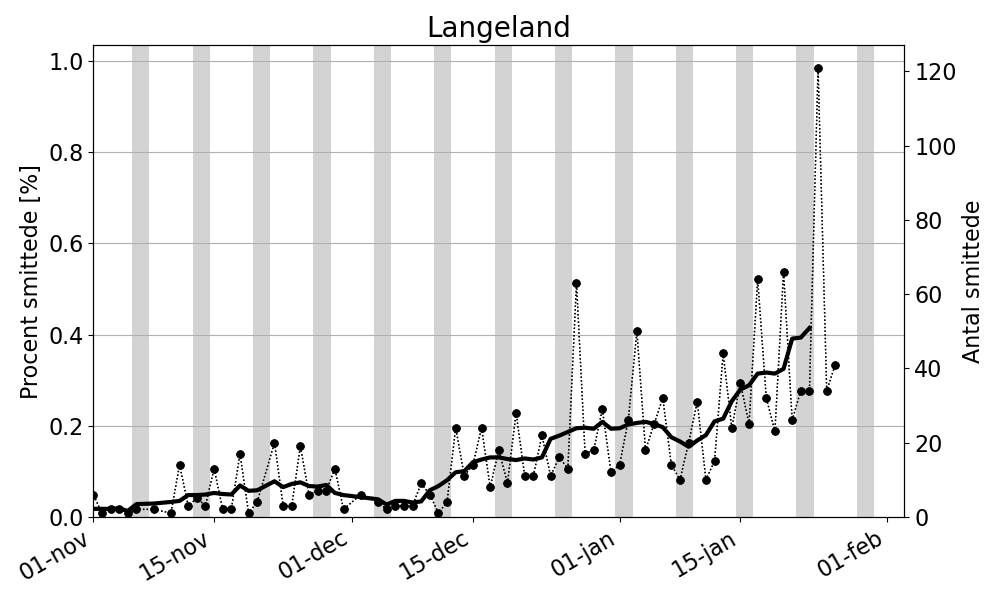 Langeland
Procent smittede [%]
1.0
0.8
0.6
0.4
0.2
0.0
Antal smittede
120
100
80
60
40
20
0
01-nov
15-nov
01-dec
15-dec
01-jan
15-jan
01-feb